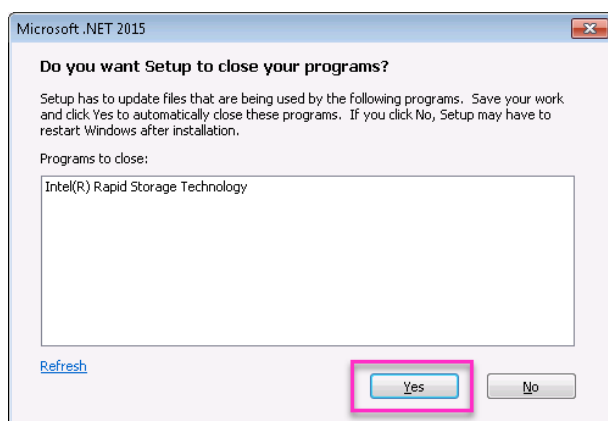 Microsoft .NET 2015
Do you want Setup to close your programs?
Setup has to update files that are being used by the following programs. Save your work
and click Yes to automatically close these programs. If you click No, Setup may have to
restart Windows after installation.
Programs to close:
Intel(R) Rapid Storage Technology
Refresh
Yes
No